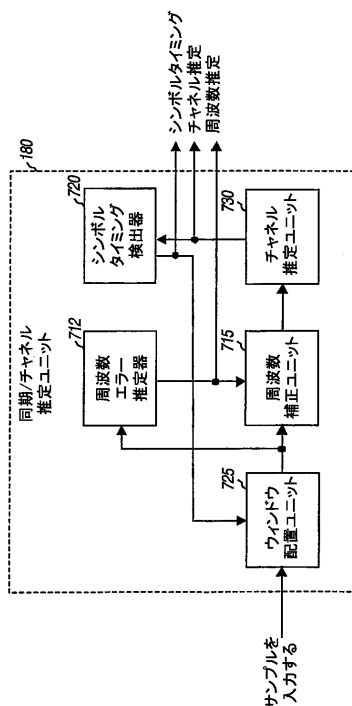 180
同期/チャネル
推定ユニット
712
周波数
エラー
推定器
720
シンボル
タイミング
検出器
シンボルタイミング
チャネル推定
周波数推定
サンプルを
入力する
725
ウィンドウ
配置ユニット
715
周波数
補正ユニット
730
チャネル
推定ユニット